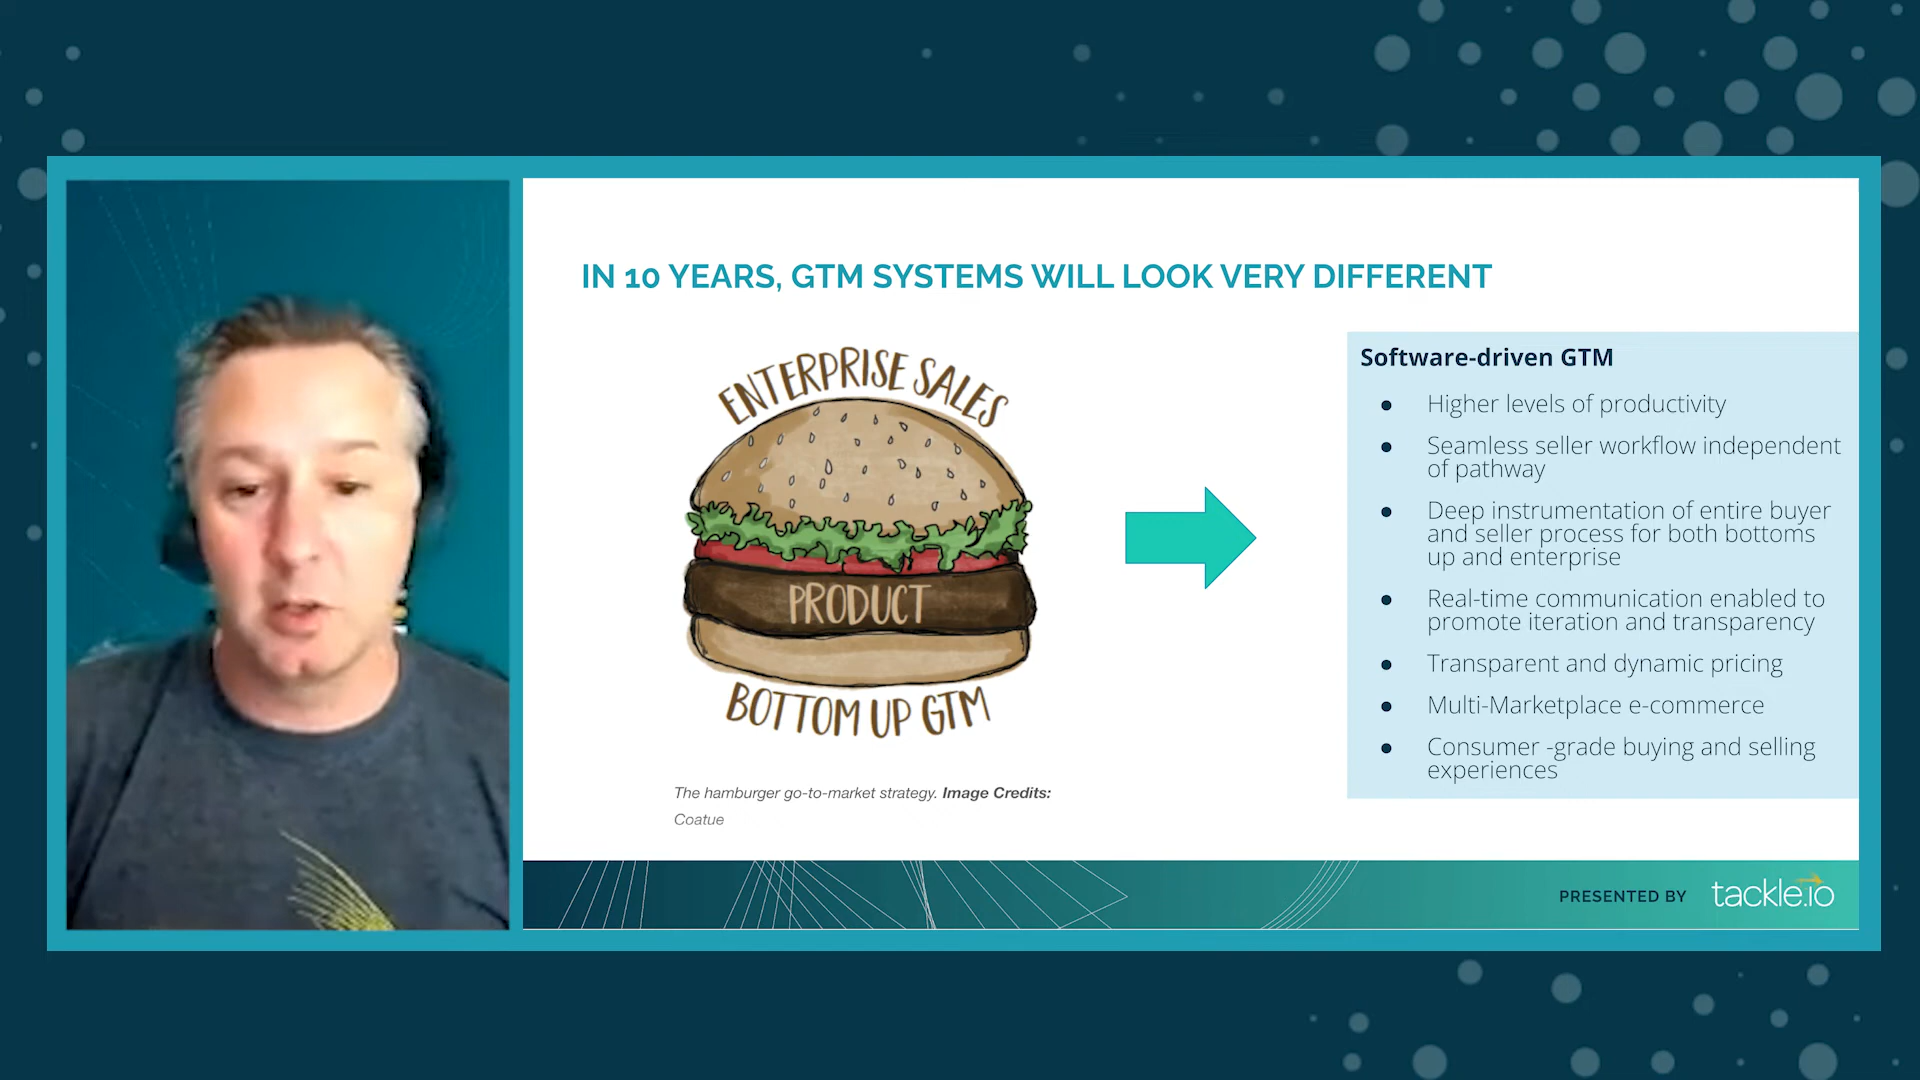 IN 10 YEARS, GTM SYSTEMS WILL LOOK VERY DIFFERENT
ENTERPRISE SALES
PRODUCT
BOTTOM UP GTM
The hamburger go-to-market strategy. Image Credits:
Coatue
Software-driven GTM
● Higher levels of productivity
● Seamless seller workflow independent
of pathway
● Deep instrumentation of entire buyer
and seller process for both bottoms
up and enterprise
● Real-time communication enabled to
promote iteration and transparency
● Transparent and dynamic pricing
● Multi-Marketplace e-commerce
● Consumer -grade buying and selling
experiences
PRESENTED BY tackle.io